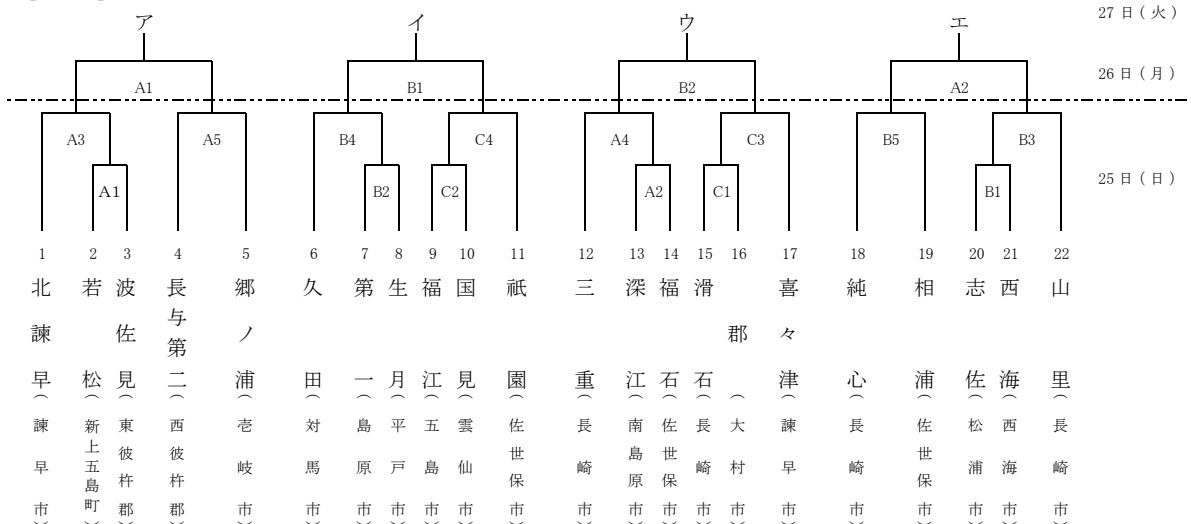 ア イ ウ エ
27日(火)
26日(月)
A1 B1 B2 A2
A3 A5 B4 C4 A4 C3 B5 B3
25日(日)
A1 B2 C2 A2 C1 B1
1 2 3 4 5 6 7 8 9 10 11 12 13 14 15 16 17 18 19 20 21 22
北諫早(諫早市)
若松(新上五島町)
波佐見(東彼杵郡)
長与第二(西彼杵郡)
郷ノ浦(壱岐市)
久田(対馬市)
第一(島原市)
生月(平戸市)
福江(五島市)
国見(雲仙市)
祇園(佐世保市)
三重(長崎市)
深江(南島原市)
福石(佐世保市)
滑石(長崎市)
郡(大村市)
喜々津(諫早市)
純心(長崎市)
相浦(佐世保市)
志佐(松浦市)
西海(西海市)
山里(長崎市)